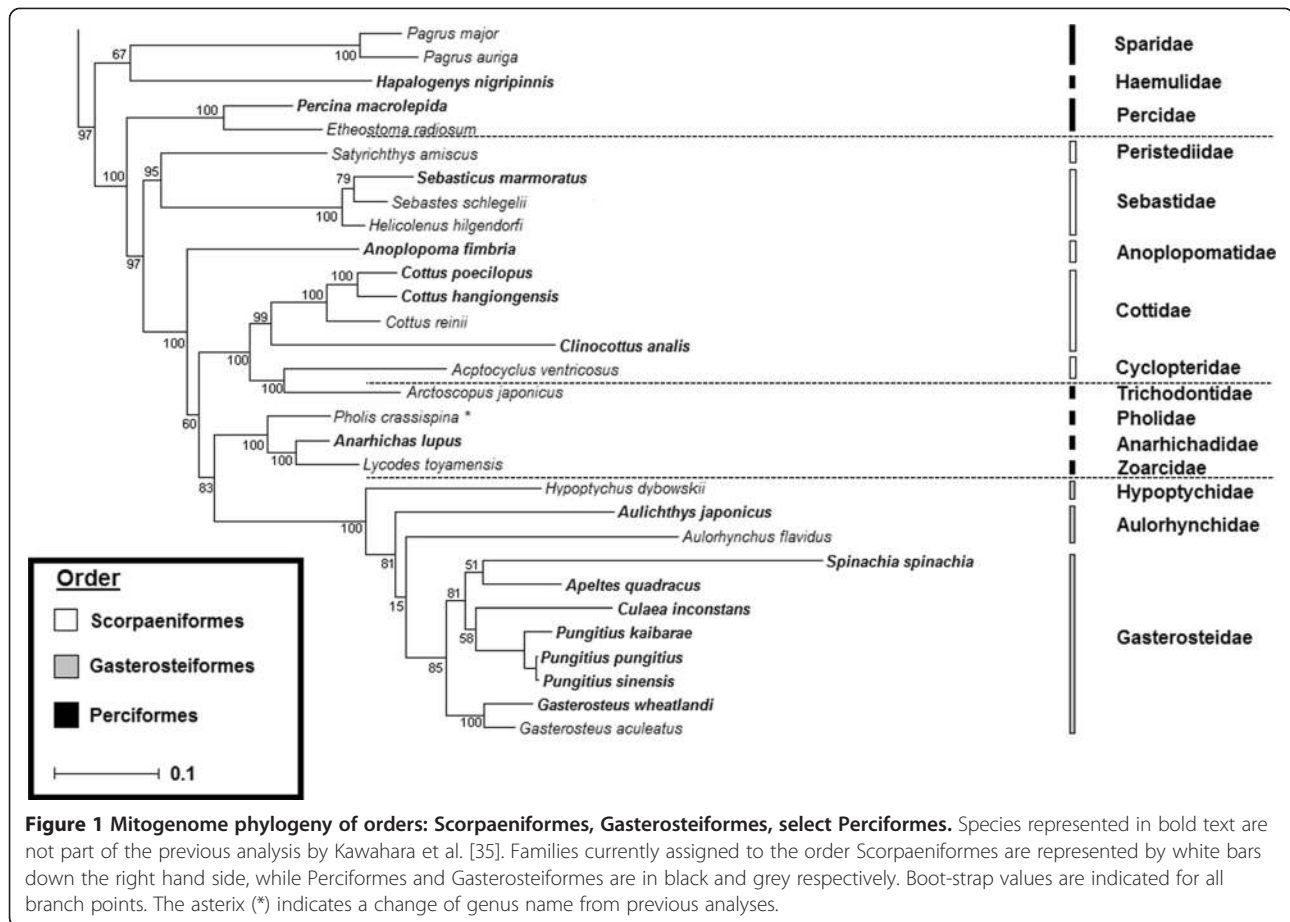 Pagrus major
Pagrus auriga
Hapalogenys nigripinnis
Percina macrolepida
Etheostoma radiosum
Satyrichthys amiscus
Sebasticus marmoratus
Sebastes schlegelii
Helicolenus hilgendorfi
Anoplopoma fimbria
Cottus poecilopus
Cottus hangiongensis
Cottus reinii
Clinocottus analis
Acptocyclus ventricosus
Arctoscopus japonicus
Pholis crassispina *
Anarhichas lupus
Lycodes toyamensis
Hypoptychus dybowskii
Aulichthys japonicus
Aulorhynchus flavidus
Spinachia spinachia
Apeltes quadracus
Culaea inconstans
Pungitius kaibarae
Pungitius pungitius
Pungitius sinensis
Gasterosteus wheatlandi
Gasterosteus aculeatus
67
100
97
100
100
95
79
100
97
100
100
99
100
100
100
60
100
100
83
100
81
15
51
81
58
85
100
Sparidae
Haemulidae
Percidae
Peristediidae
Sebastidae
Anoplopomatidae
Cottidae
Cyclopteridae
Trichodontidae
Pholidae
Anarhichadidae
Zoarcidae
Hypoptychidae
Aulorhynchidae
Gasterosteidae
Order
Scorpaeniformes
Gasterosteiformes
Perciformes
0.1
Figure 1 Mitogenome phylogeny of orders: Scorpaeniformes, Gasterosteiformes, select Perciformes. Species represented in bold text are
not part of the previous analysis by Kawahara et al. [35]. Families currently assigned to the order Scorpaeniformes are represented by white bars
down the right hand side, while Perciformes and Gasterosteiformes are in black and grey respectively. Boot-strap values are indicated for all
branch points. The asterix (*) indicates a change of genus name from previous analyses.